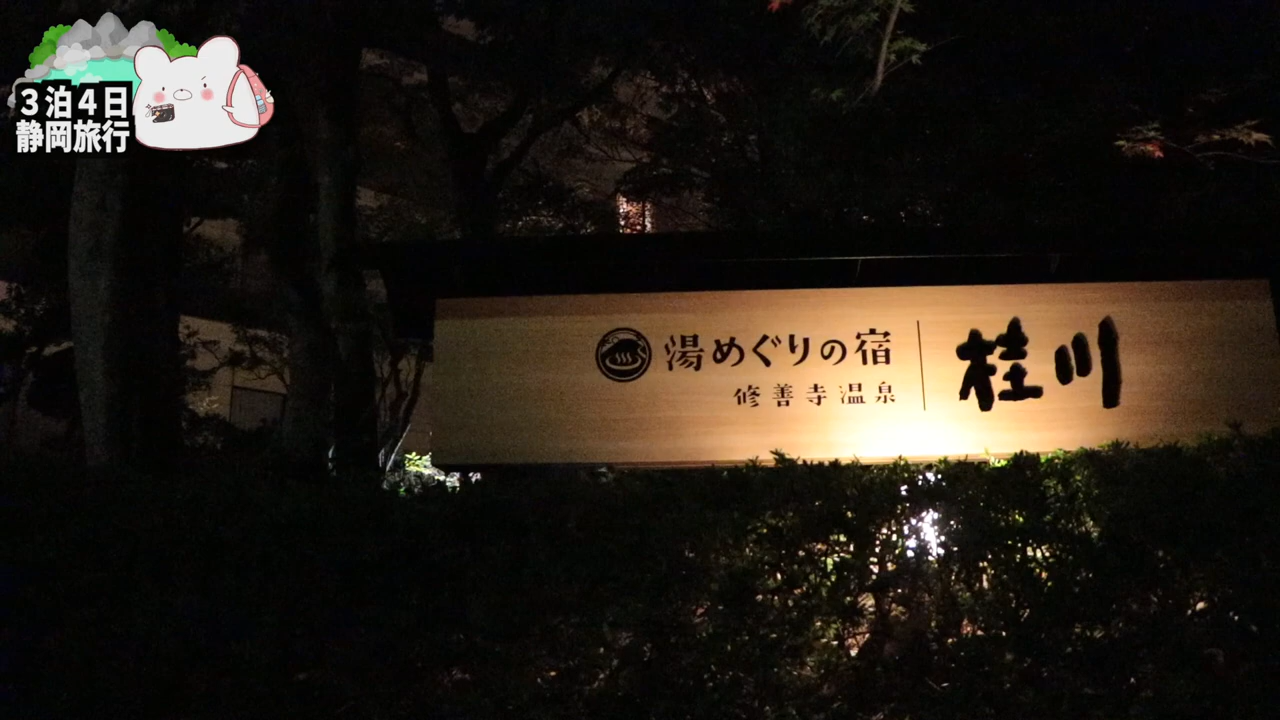 ３泊４日
静岡旅行
湯めぐりの宿
修善寺温泉
桂川